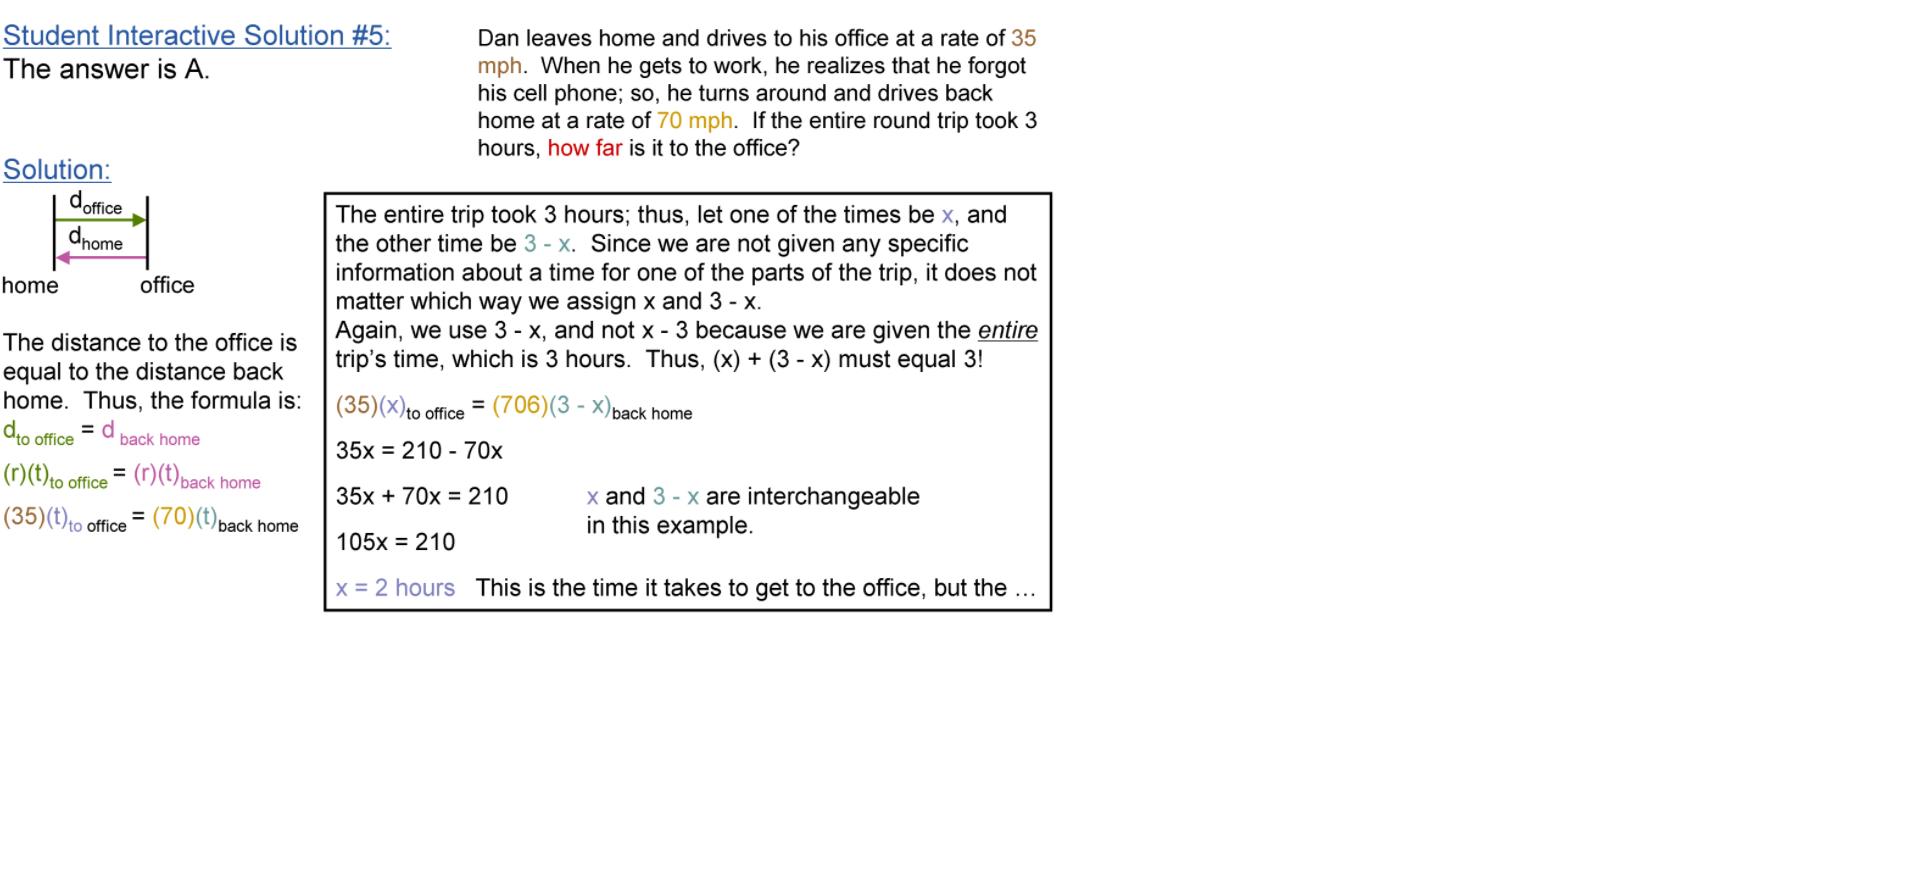 Student Interactive Solution #5:
The answer is A.
Dan leaves home and drives to his office at a rate of 35
mph.  When he gets to work, he realizes that he forgot
his cell phone; so, he turns around and drives back
home at a rate of 70 mph.  If the entire round trip took 3
hours, how far is it to the office?
Solution:
d office
d home
home office
The distance to the office is
equal to the distance back
home.  Thus, the formula is:
d to office = d back home
(r)(t) to office = (r)(t) back home
(35)(t) to office = (70)(t) back home
The entire trip took 3 hours; thus, let one of the times be x, and
the other time be 3 - x.  Since we are not given any specific
information about a time for one of the parts of the trip, it does not
matter which way we assign x and 3 - x.
Again, we use 3 - x, and not x - 3 because we are given the entire
trip's time, which is 3 hours.  Thus, (x) + (3 - x) must equal 3!
(35)(x) to office = (706)(3 - x) back home
35x = 210 - 70x
35x + 70x = 210
x and 3 - x are interchangeable
in this example.
105x = 210
x = 2 hours   This is the time it takes to get to the office, but the …